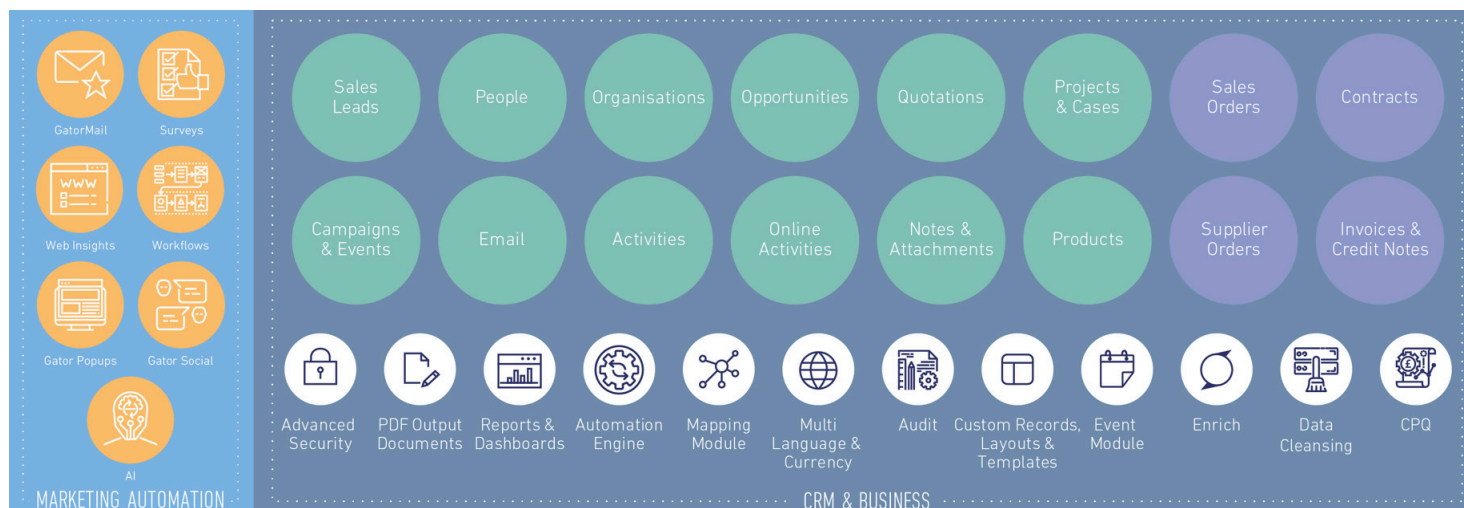 GatorMail
Surveys
WWW
Web Insights
Workflows
Gator Popups
Gator Social
AI
MARKETING AUTOMATION
Sales
Leads
People
Organisations
Opportunities
Quotations
Projects
& Cases
Sales
Orders
Contracts
Campaigns
& Events
Email
Activities
Online
Activities
Notes &
Attachments
Products
Supplier
Orders
Invoices &
Credit Notes
Advanced
Security
PDF Output
Documents
Reports &
Dashboards
Automation
Engine
Mapping
Module
Multi
Language &
Currency
Audit
Custom Records,
Layouts &
Templates
Event
Module
Enrich
Data
Cleansing
£
CPQ
CRM & BUSINESS